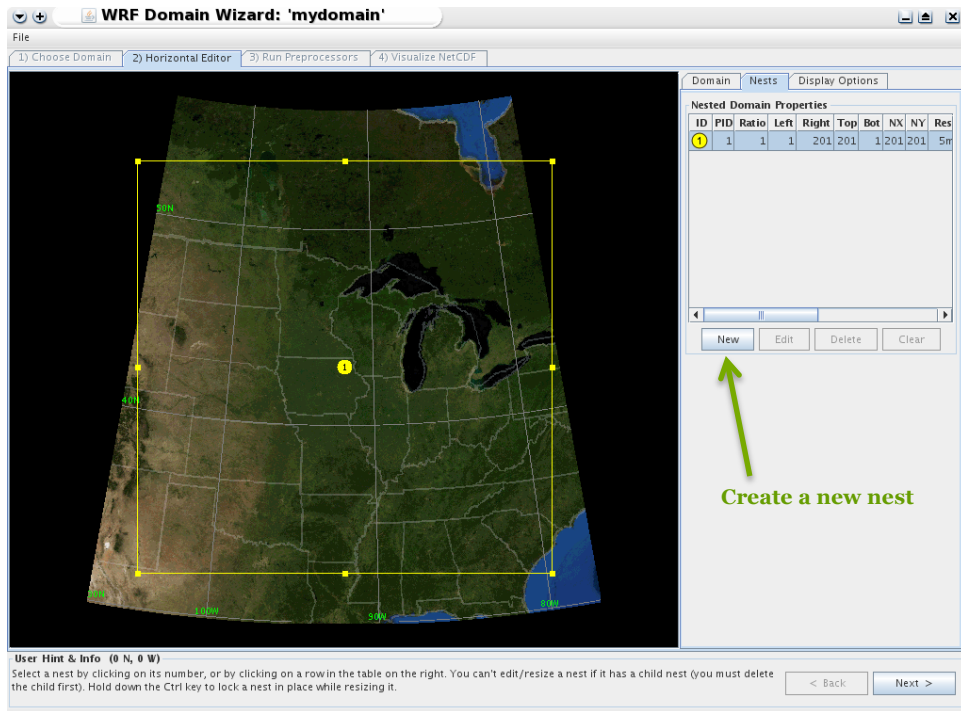 WRF Domain Wizard: 'mydomain'
File
1) Choose Domain 2) Horizontal Editor 3) Run Preprocessors 4) Visualize NetCDF
Domain Nests Display Options
Nested Domain Properties
ID PID Ratio Left Right Top Bot NX NY Res
1 1 1 1 201 201 1 201 201 5m
New Edit Delete Clear
Create a new nest
50N
1
40N
30N
100W
90W
80W
User Hint & Info (0 N, 0 W)
Select a nest by clicking on its number, or by clicking on a row in the table on the right. You can't edit/resize a nest if it has a child nest (you must delete
the child first). Hold down the Ctrl key to lock a nest in place while resizing it.
< Back Next >